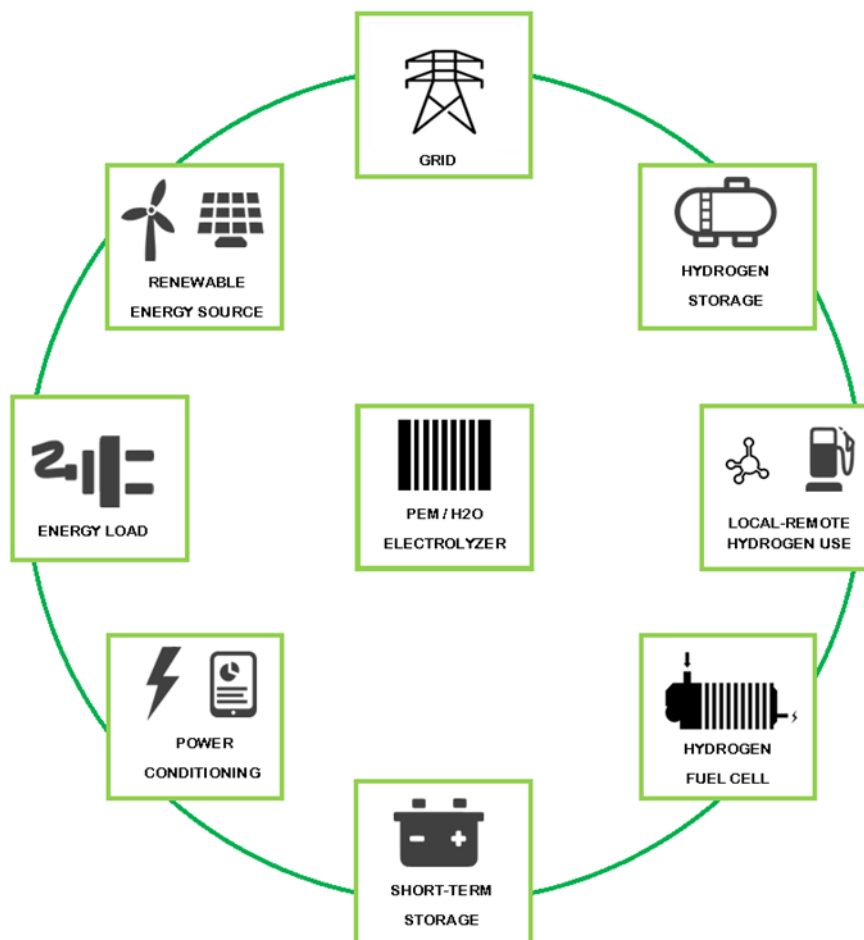 GRID
RENEWABLE
ENERGY SOURCE
HYDROGEN
STORAGE
ENERGY LOAD
PEM / H2O
ELECTROLYZER
LOCAL-REMOTE
HYDROGEN USE
POWER
CONDITIONING
HYDROGEN
FUEL CELL
SHORT-TERM
STORAGE